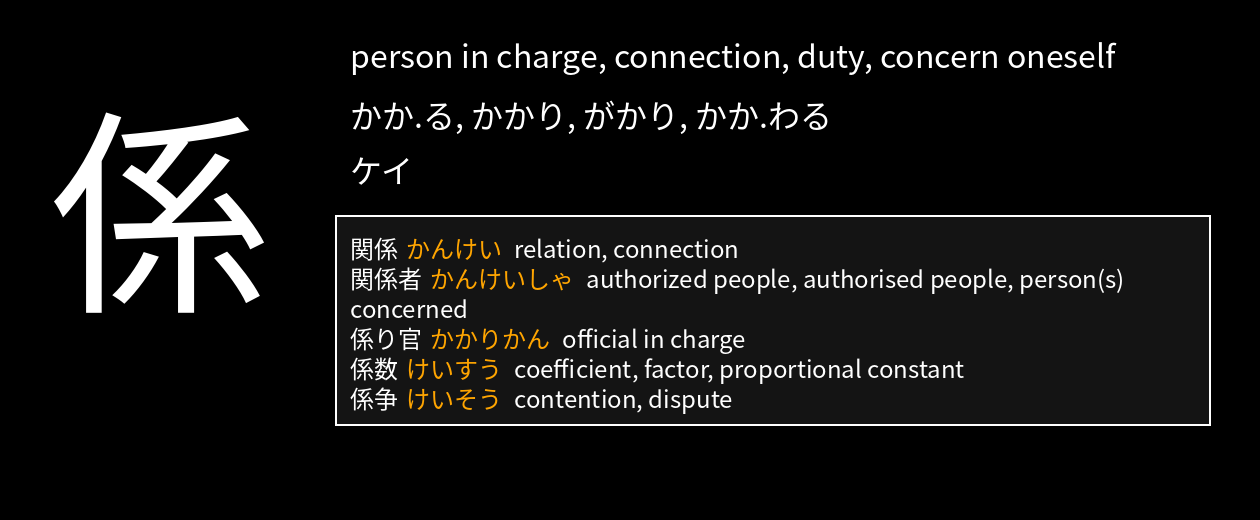 係
person in charge, connection, duty, concern oneself
かか.る, かかり, がかり, かか.わる
ケイ
関係 かんけい relation, connection
関係者 かんけいしゃ authorized people, authorised people, person(s)
concerned
係り官 かかりかん official in charge
係数 けいすう coefficient, factor, proportional constant
係争 けいそう contention, dispute